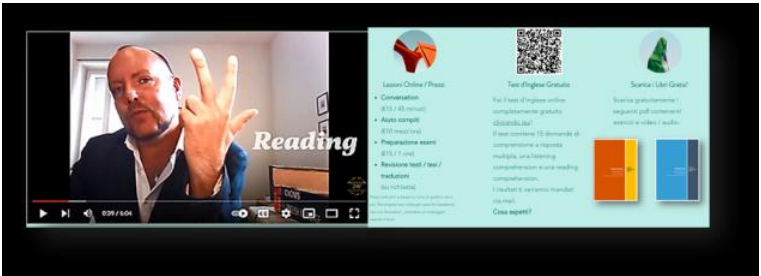 Reading
0:39 / 6:04
Lezioni Online / Prezzi
• Conversation
(€15 / 45 minuti)
• Aiuto compiti
(€10 mezz'ora)
• Preparazione esami
(€15 / 1 ora)
• Revisione testi / tesi /
traduzioni
(su richiesta)
Test d'Inglese Gratuito
Fai il test d'inglese online
completamente gratuito
cliccando qui!
Il test contiene 15 domande di
comprensione a risposta
multipla, una listening
comprehension e una reading
comprehension.
I risultati ti verranno mandati
via mail.
Cosa aspetti?
Scarica i Libri Gratis!
Scarica gratuitamente i
seguenti pdf contenenti
esercizi e video / audio.